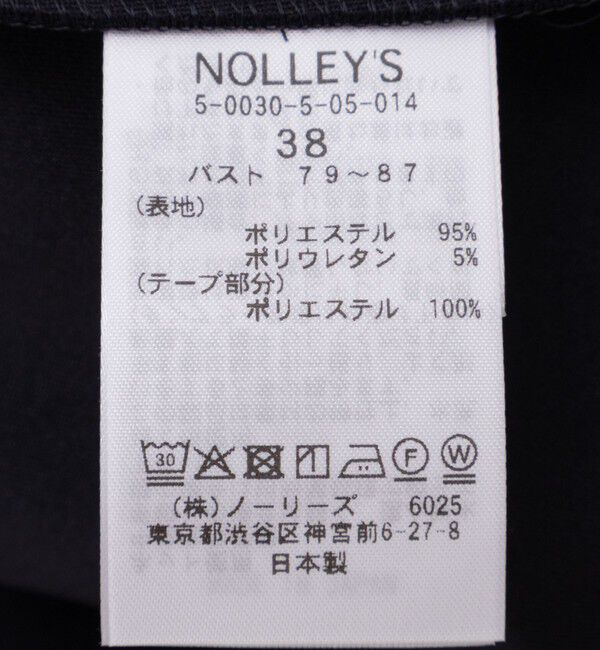 NOLLEY'S
5-0030-5-05-014
38
バスト 79～87
(表地)
ポリエステル 95%
ポリウレタン 5%
(テープ部分)
ポリエステル 100%
30 F W
(株)ノーリーズ 6025
東京都渋谷区神宮前6-27-8
日本製